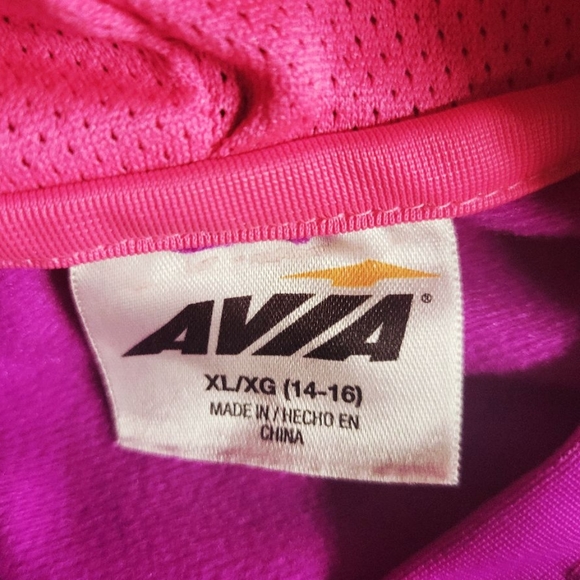 AVIA®
XL/XG (14-16)
MADE IN / HECHO EN
CHINA